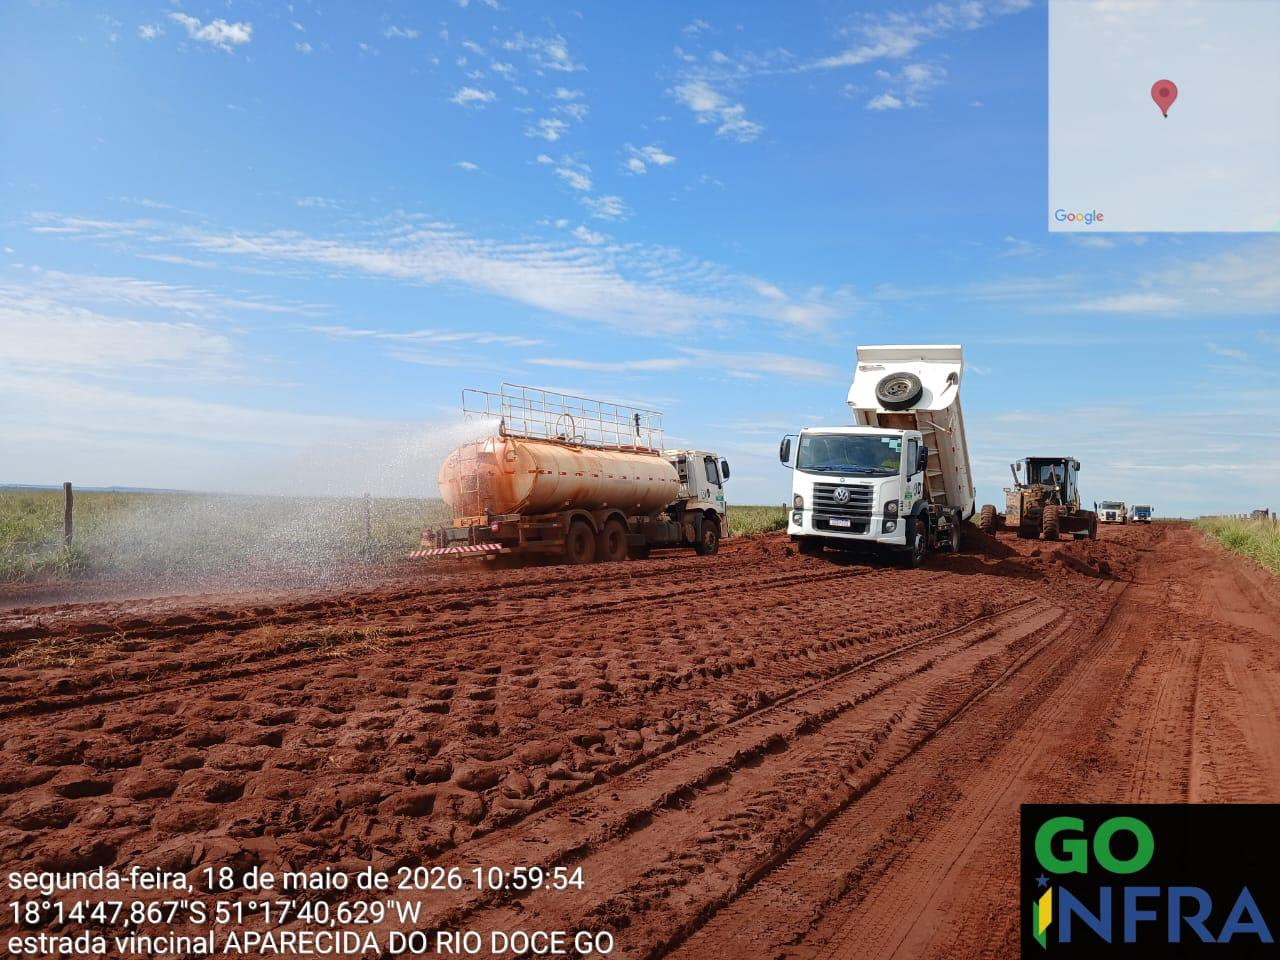 Google
segunda-feira, 18 de maio de 2026 10:59:54
18°14'47,867"S 51°17'40,629"W
estrada vincinal APARECIDA DO RIO DOCE GO
GO
INFRA